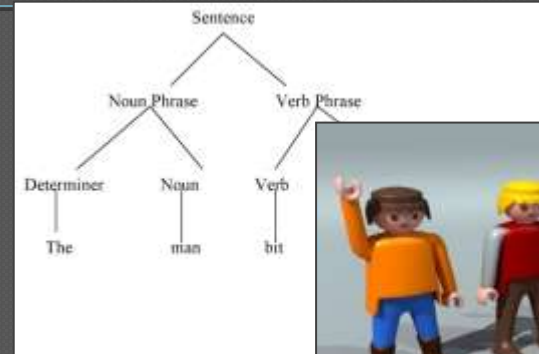 Sentence
Noun Phrase Verb Phrase
Determiner Noun Verb
The man bit